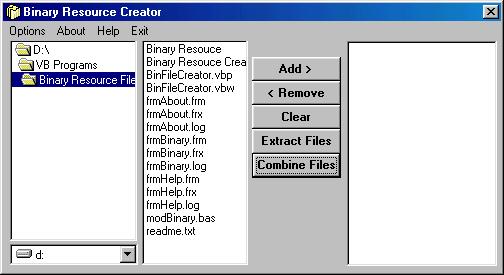 Binary Resource Creator
Options About Help Exit
D:\
VB Programs
Binary Resource File
d:
Binary Resouce
Binary Resource Crea
BinFileCreator.vbp
BinFileCreator.vbw
frmAbout.frm
frmAbout.frx
frmAbout.log
frmBinary.frm
frmBinary.frx
frmBinary.log
frmHelp.frm
frmHelp.frx
frmHelp.log
modBinary.bas
readme.txt
Add >
< Remove
Clear
Extract Files
Combine Files